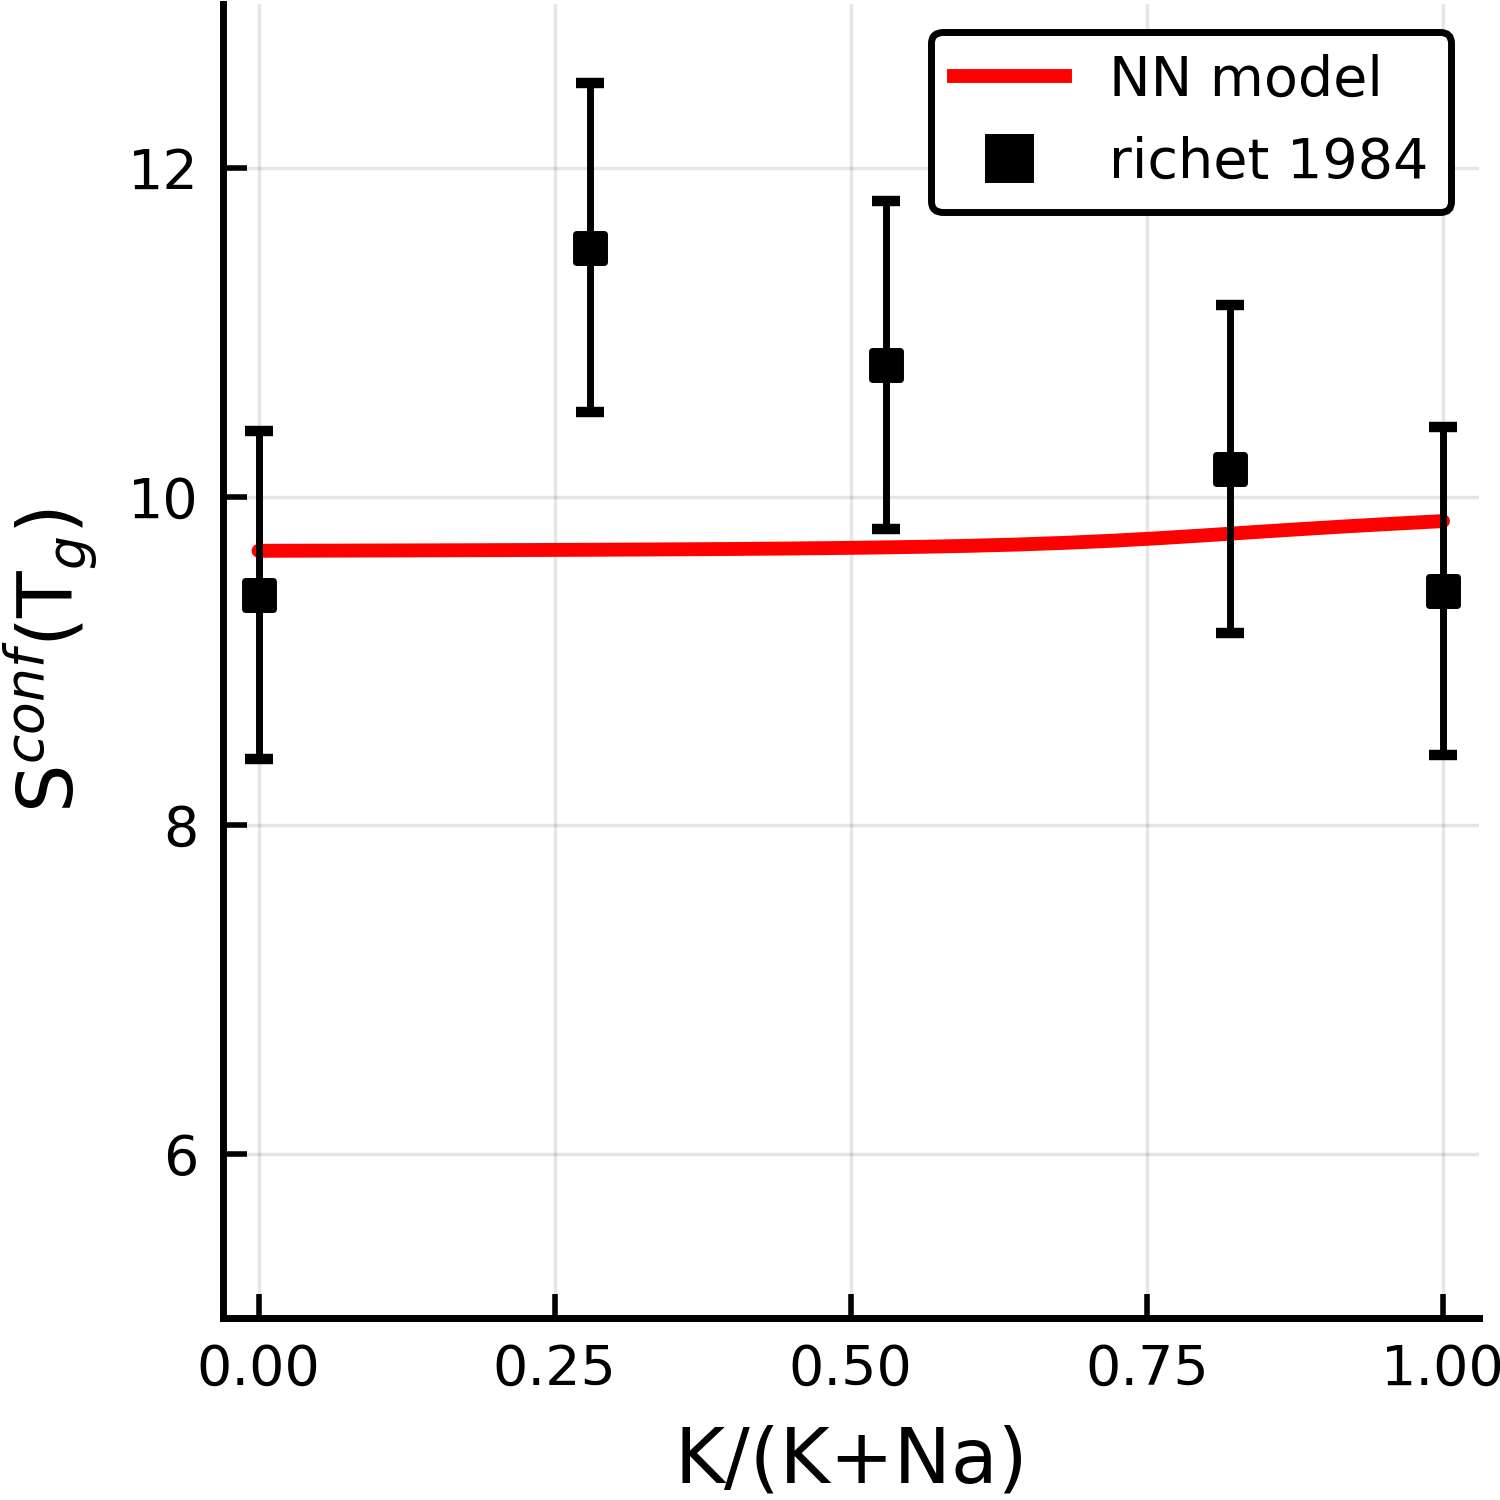 NN model
richet 1984
12
10
8
6
S^conf(T_g)
0.00 0.25 0.50 0.75 1.00
K/(K+Na)